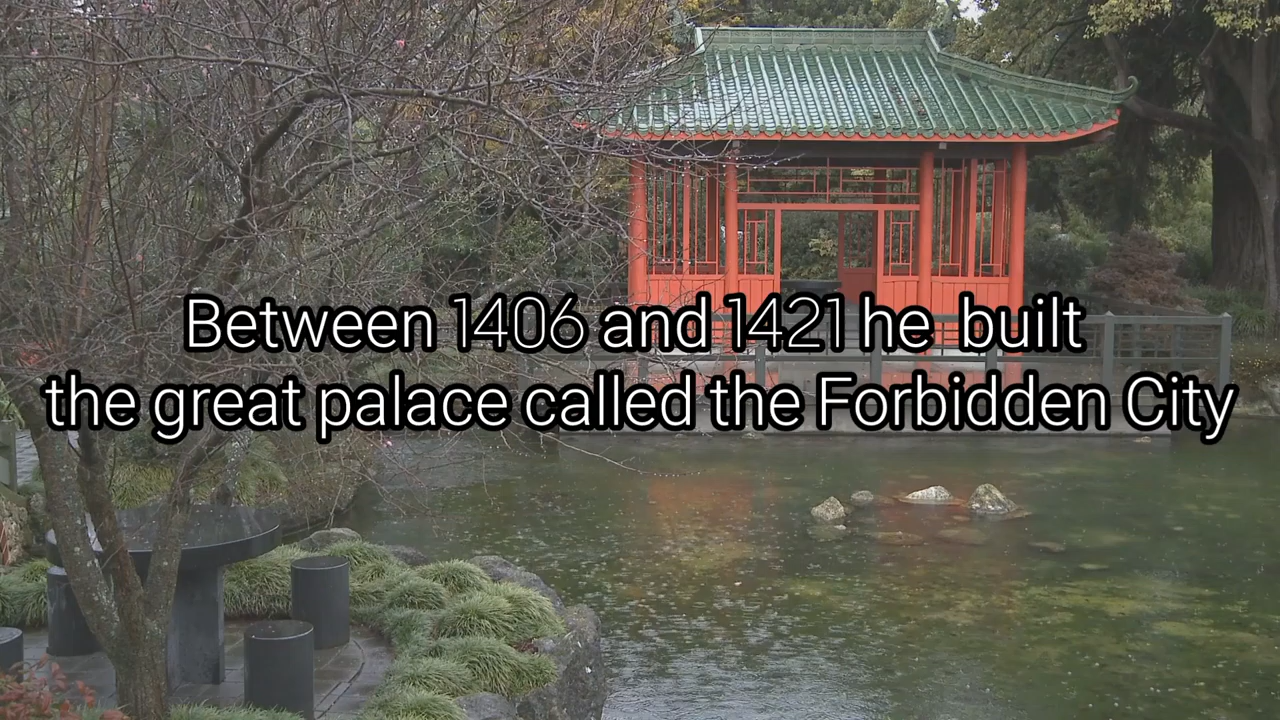 Between 1406 and 1421 he built
the great palace called the Forbidden City